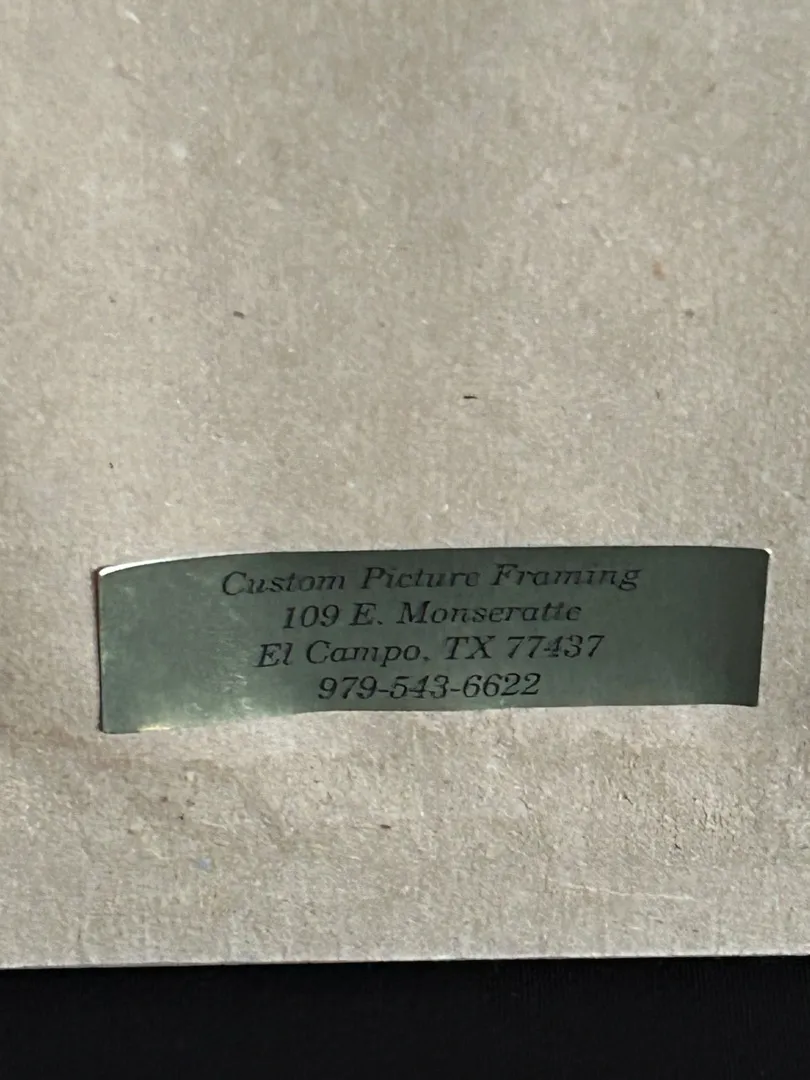 Custom Picture Framing
109 E. Monseratte
El Campo, TX 77437
979-543-6622